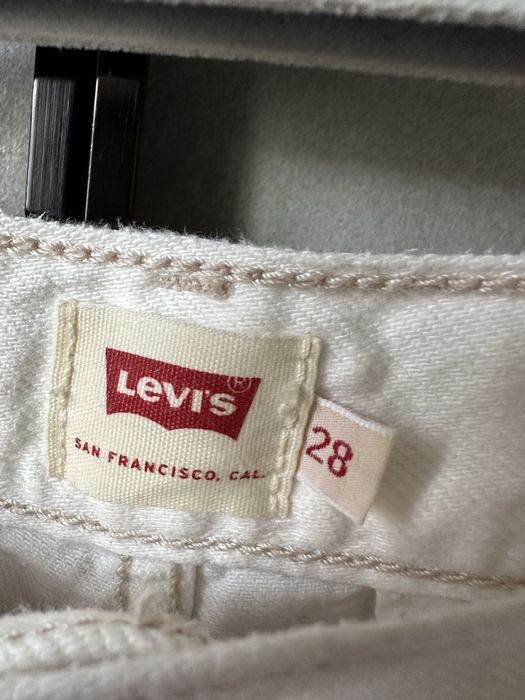 LEVI'S®
SAN FRANCISCO, CAL.
28